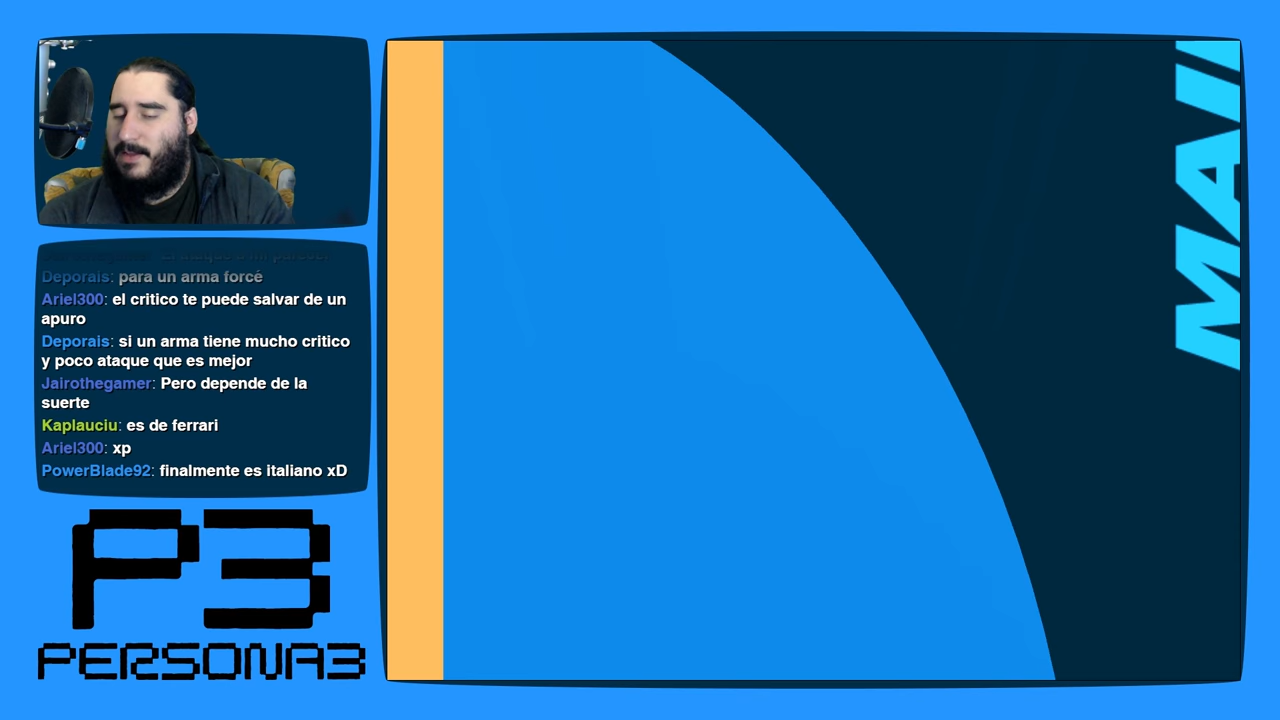 Deporais: para un arma forcé
Ariel300: el critico te puede salvar de un
apuro
Deporais: si un arma tiene mucho critico
y poco ataque que es mejor
Jairothegamer: Pero depende de la
suerte
Kaplauciu: es de ferrari
Ariel300: xp
PowerBlade92: finalmente es italiano xD
P3
PERSONA3
MAI